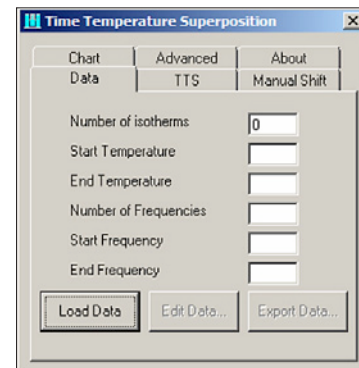 Time Temperature Superposition
Chart Advanced About
Data TTS Manual Shift
Number of isotherms 0
Start Temperature
End Temperature
Number of Frequencies
Start Frequency
End Frequency
Load Data Edit Data... Export Data...